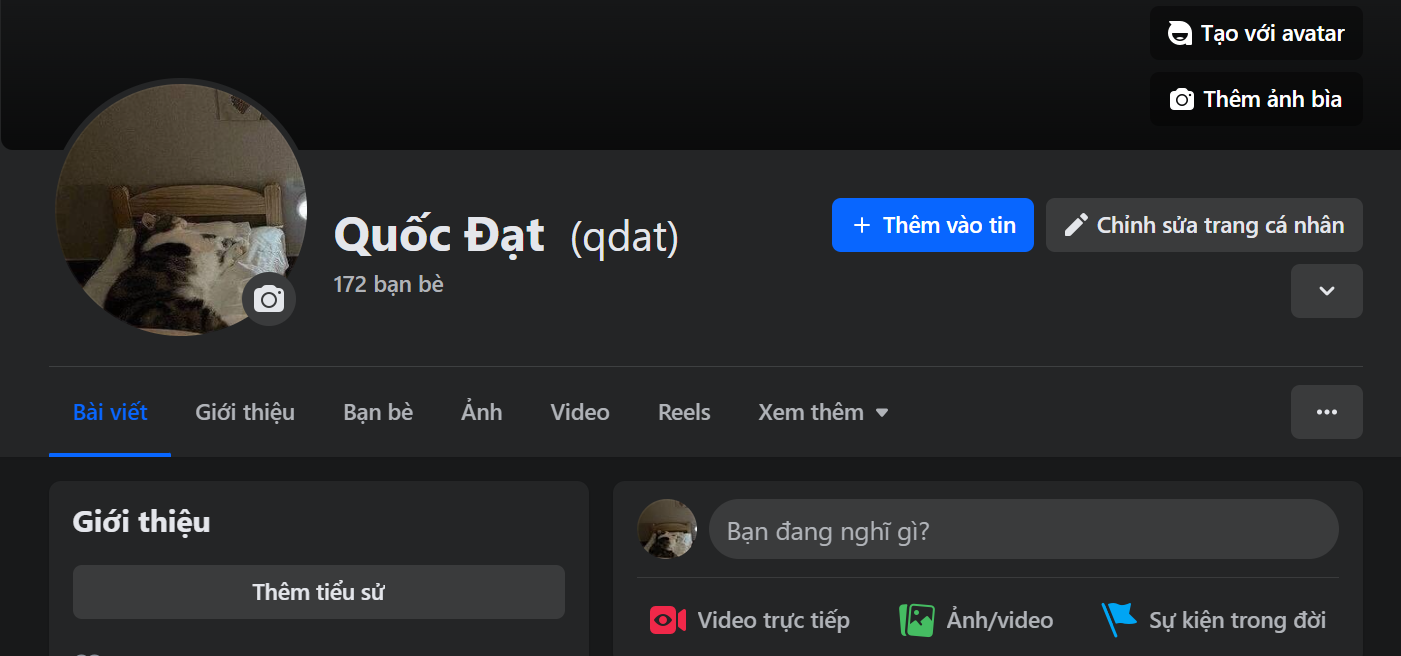 Tạo với avatar
Thêm ảnh bìa
Quốc Đạt (qdat)
172 bạn bè
Thêm vào tin
Chỉnh sửa trang cá nhân
Bài viết Giới thiệu Bạn bè Ảnh Video Reels Xem thêm
Giới thiệu
Thêm tiểu sử
Bạn đang nghĩ gì?
Video trực tiếp Ảnh/video Sự kiện trong đời